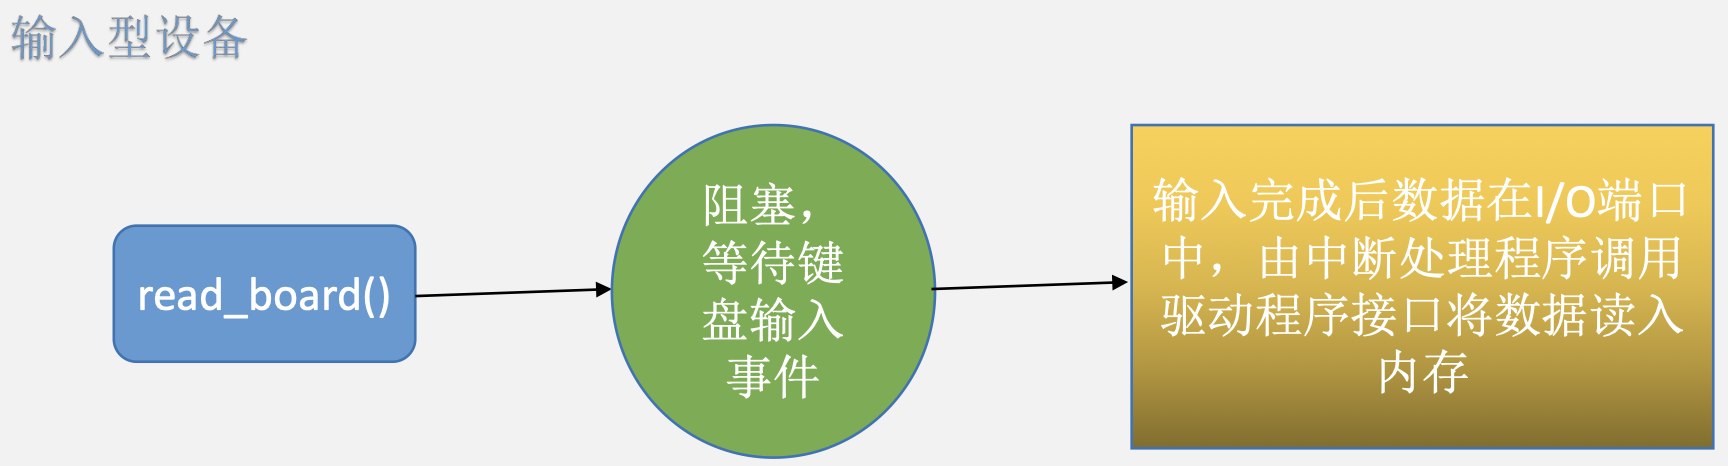 输入型设备
read_board()
阻塞，
等待键
盘输入
事件
输入完成后数据在I/O端口
中，由中断处理程序调用
驱动程序接口将数据读入
内存